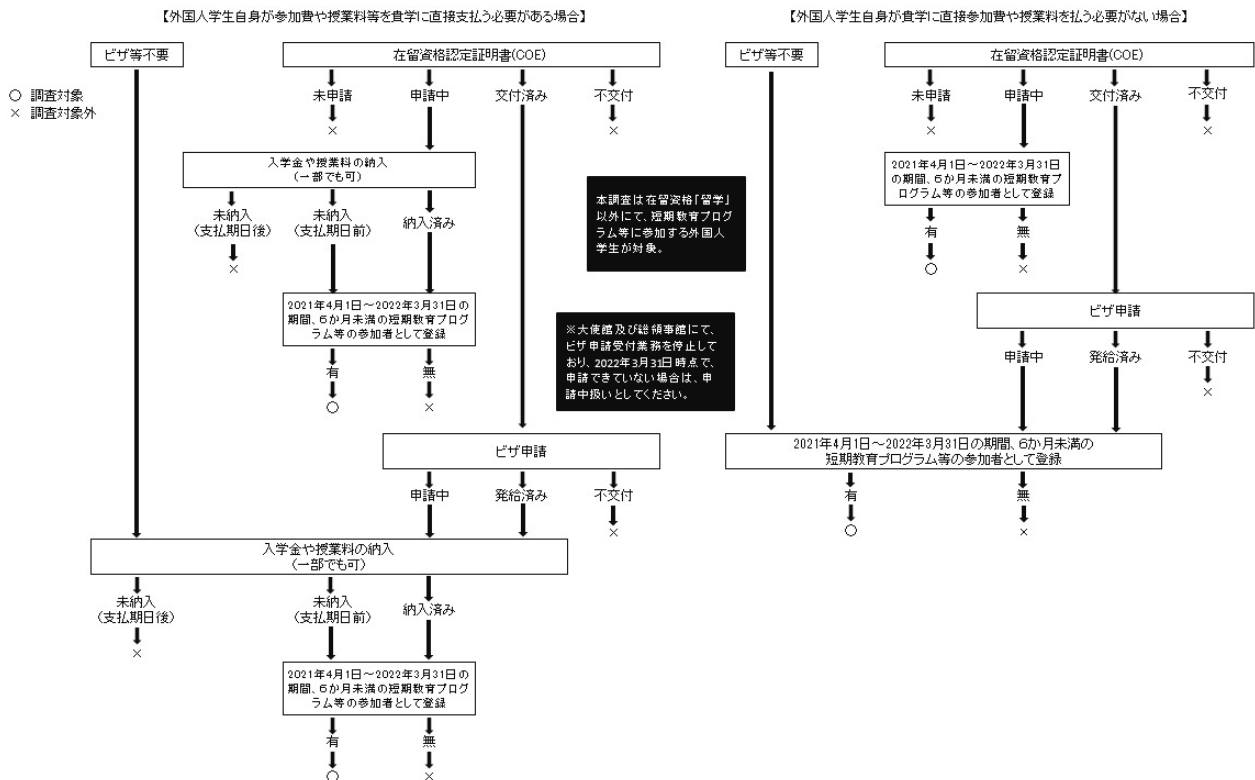 【外国人学生自身が参加費や授業料等を貴学に直接支払う必要がある場合】
ビザ等不要
在留資格認定証明書(COE)
○ 調査対象
× 調査対象外
未申請
申請中
交付済み
不交付
×
×
入学金や授業料の納入
(一部でも可)
未納入
(支払期日後)
未納入
(支払期日前)
納入済み
×
2021年4月1日～2022年3月31日の
期間、6か月未満の短期教育プログ
ラム等の参加者として登録
有
無
○
×
ビザ申請
申請中
発給済み
不交付
×
入学金や授業料の納入
(一部でも可)
未納入
(支払期日後)
未納入
(支払期日前)
納入済み
×
2021年4月1日～2022年3月31日の
期間、6か月未満の短期教育プログ
ラム等の参加者として登録
有
無
○
×
本調査は在留資格「留学」
以外にて、短期教育プログ
ラム等に参加する外国人
学生が対象。
※大使館及び総領事館にて、
ビザ申請受付業務を停止して
おり、2022年3月31日時点で、
申請できていない場合は、申
請中扱いとしてください。
【外国人学生自身が貴学に直接参加費や授業料を払う必要がない場合】
ビザ等不要
在留資格認定証明書(COE)
未申請
申請中
交付済み
不交付
×
×
2021年4月1日～2022年3月31日
の期間、6か月未満の短期教育プ
ログラム等の参加者として登録
有
無
○
×
ビザ申請
申請中
発給済み
不交付
×
2021年4月1日～2022年3月31日の期間、6か月未満の
短期教育プログラム等の参加者として登録
有
無
○
×